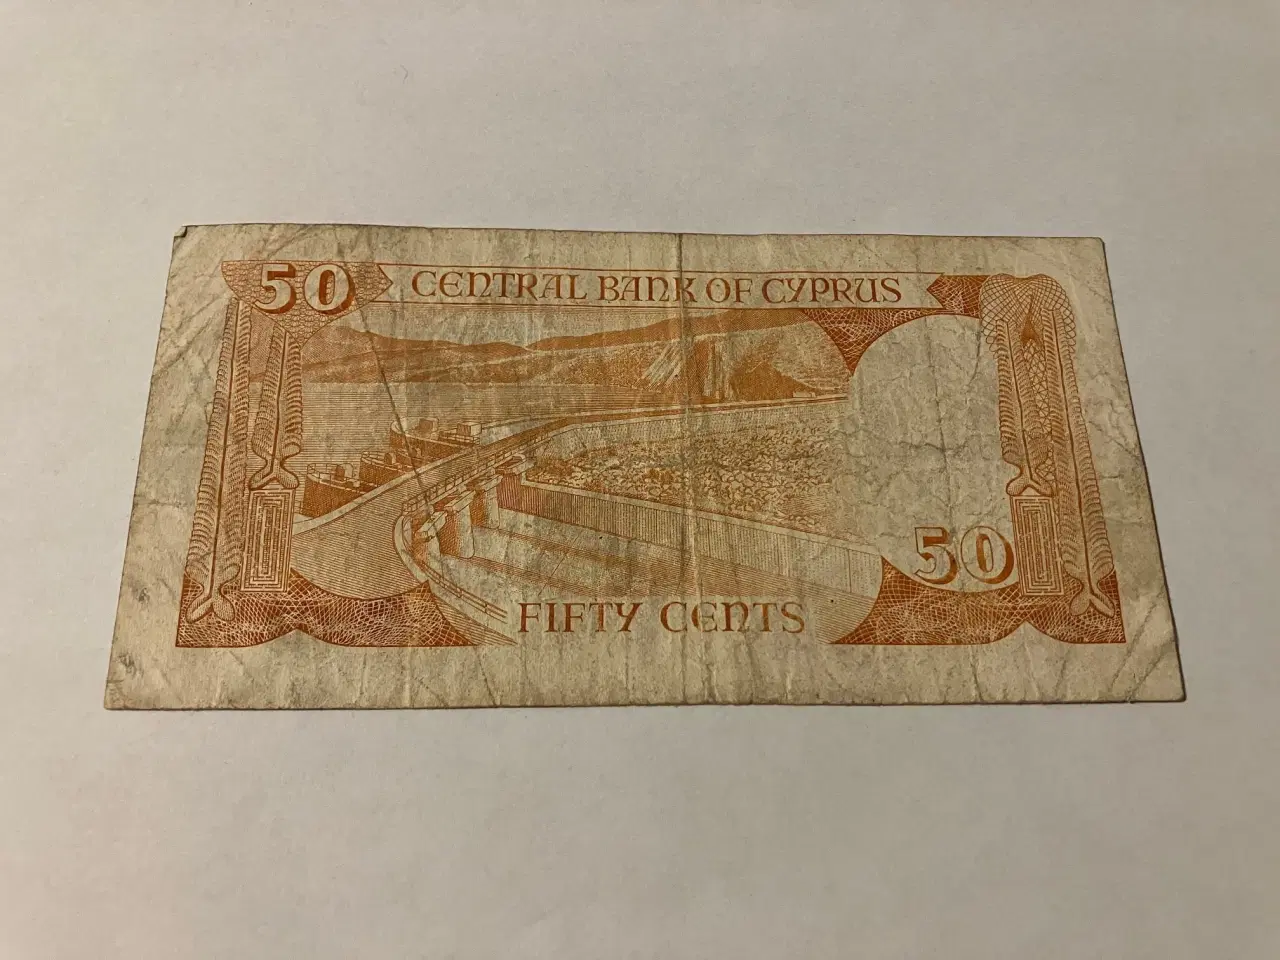 50 CENTRAL BANK OF CYPRUS
50
FIFTY CENTS